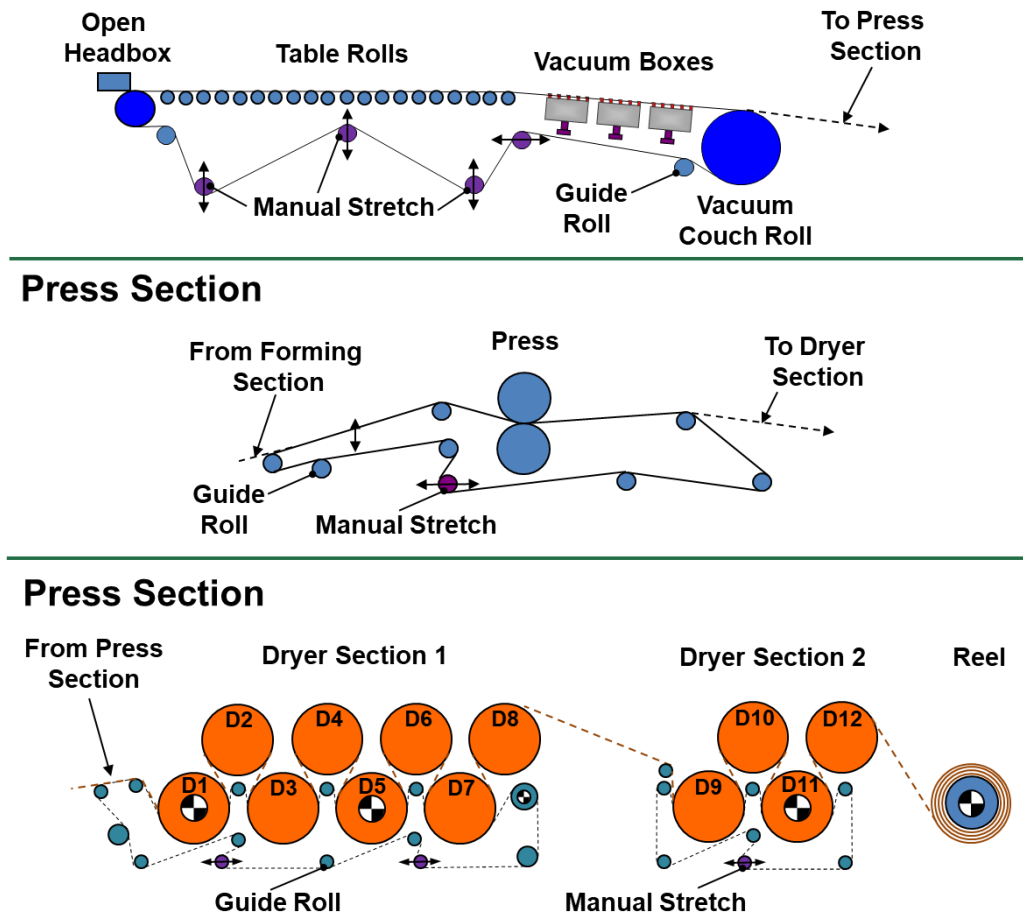 Open
Headbox
Table Rolls
Vacuum Boxes
To Press
Section
Manual Stretch
Guide
Roll
Vacuum
Couch Roll
Press Section
From Forming
Section
Press
To Dryer
Section
Guide
Roll
Manual Stretch
Press Section
From Press
Section
Dryer Section 1
Dryer Section 2
Reel
D2
D4
D6
D8
D10
D12
D1
D3
D5
D7
D9
D11
Guide Roll
Manual Stretch